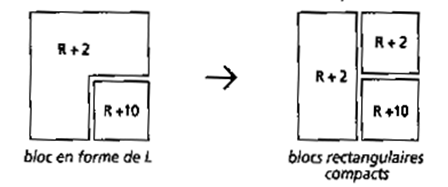 R+2
R+10
bloc en forme de L
R+2
R+2
R+10
blocs rectangulaires
compacts